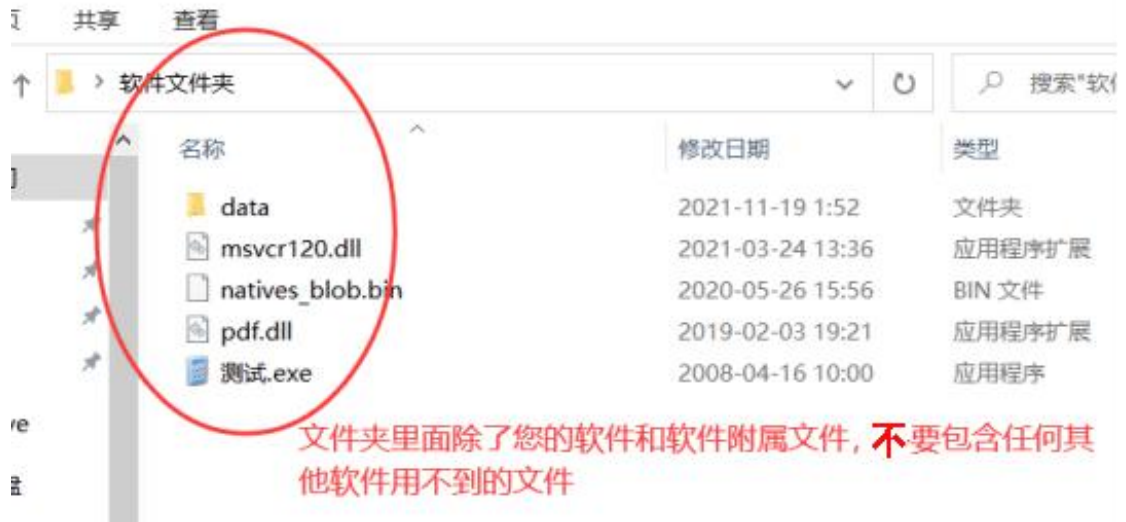 共享 查看
软件文件夹 搜索"软
名称 修改日期 类型
data 2021-11-19 1:52 文件夹
msvcr120.dll 2021-03-24 13:36 应用程序扩展
natives_blob.bin 2020-05-26 15:56 BIN 文件
pdf.dll 2019-02-03 19:21 应用程序扩展
测试.exe 2008-04-16 10:00 应用程序
文件夹里面除了您的软件和软件附属文件,不要包含任何其
他软件用不到的文件